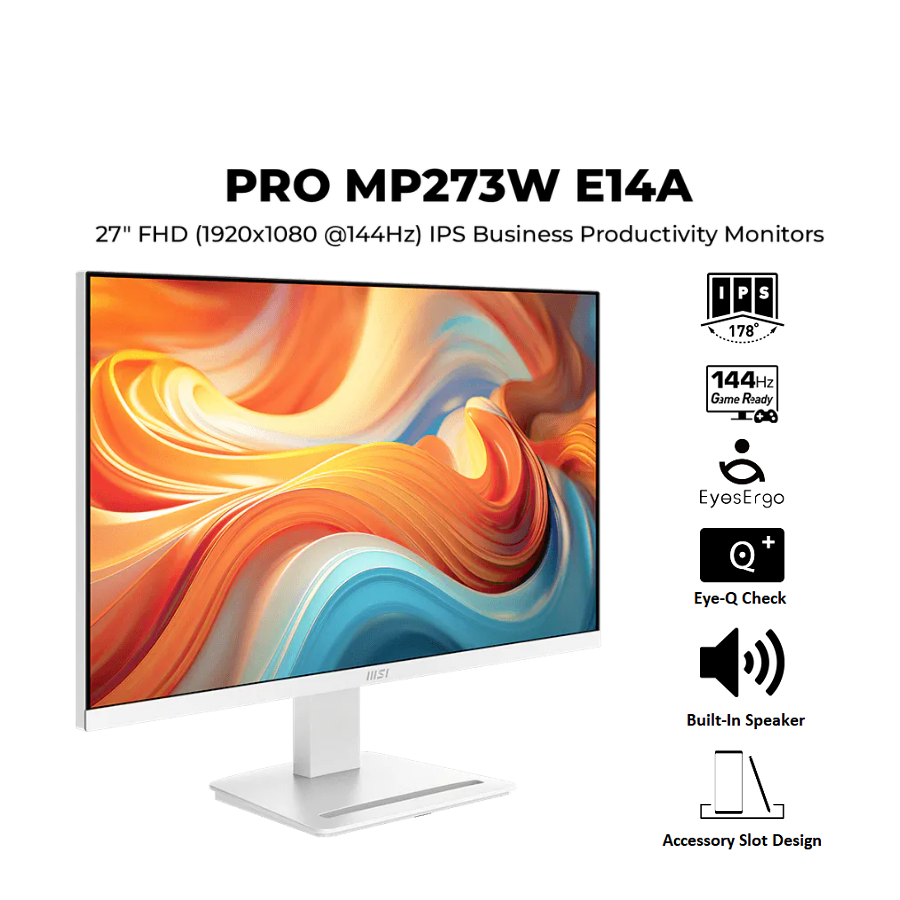 PRO MP273W E14A
27" FHD (1920x1080 @144Hz) IPS Business Productivity Monitors
IPS
178°
144Hz
Game Ready
EyesErgo
Q+
Eye-Q Check
msi
Built-In Speaker
Accessory Slot Design